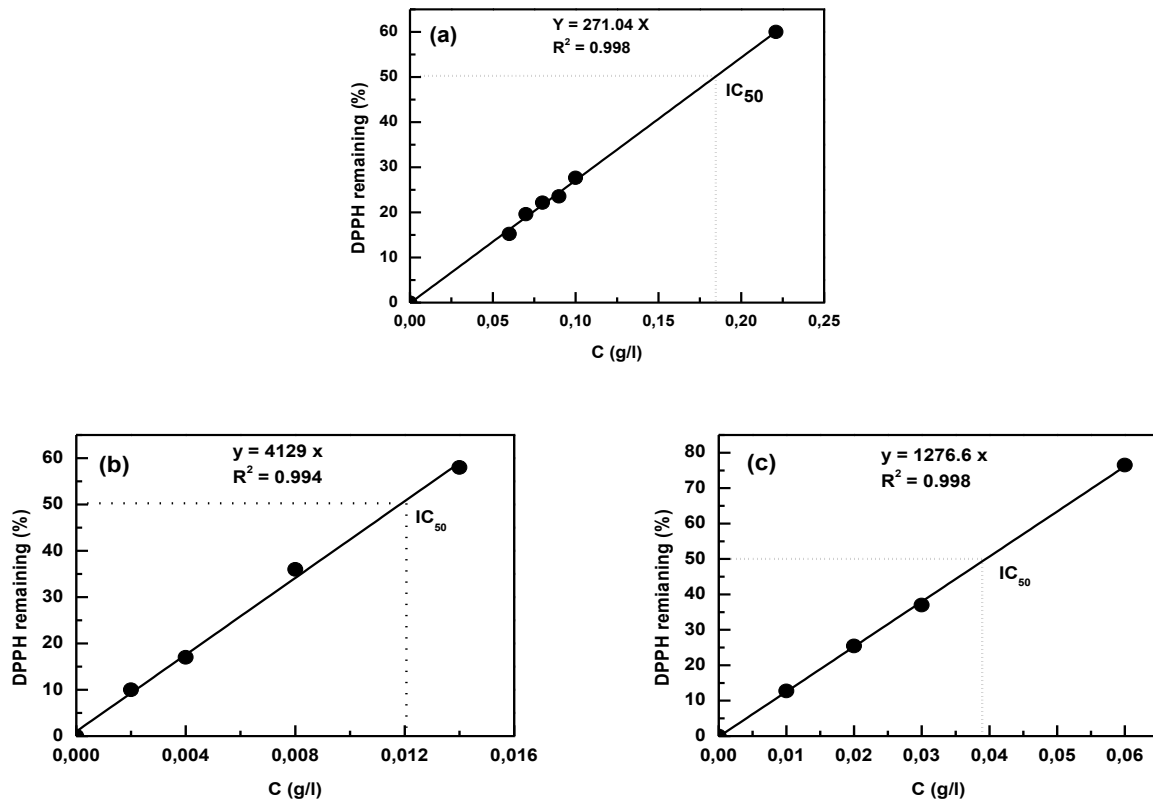 (a)
Y = 271.04 X
R² = 0.998
IC50
DPPH remaining (%)
60
50
40
30
20
10
0
0,00 0,05 0,10 0,15 0,20 0,25
C (g/l)
(b)
y = 4129 x
R² = 0.994
IC50
DPPH remaining (%)
60
50
40
30
20
10
0
0,000 0,004 0,008 0,012 0,016
C (g/l)
(c)
y = 1276.6 x
R² = 0.998
IC50
DPPH remianing (%)
80
70
60
50
40
30
20
10
0
0,00 0,01 0,02 0,03 0,04 0,05 0,06
C (g/l)